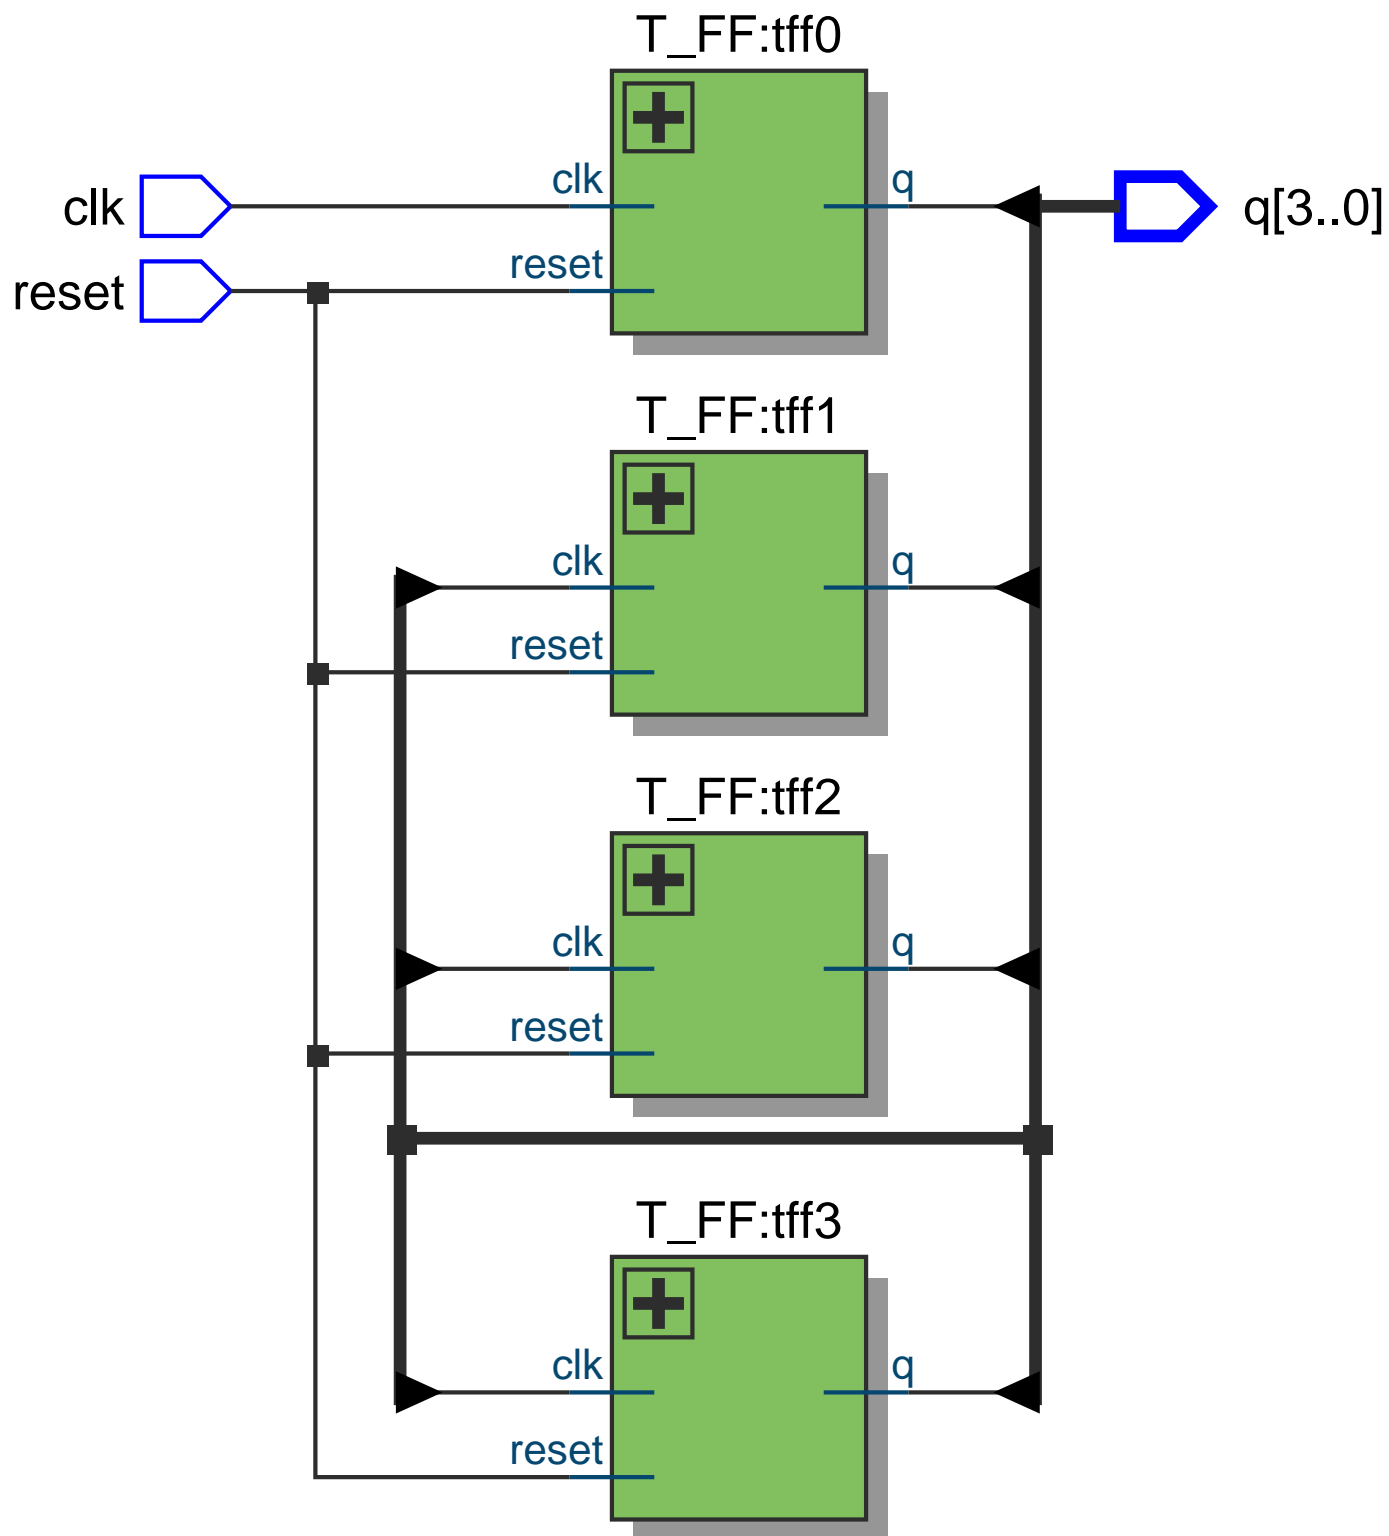 T_FF:tff0
clk
q
clk
q[3..0]
reset
reset
T_FF:tff1
clk
q
reset
T_FF:tff2
clk
q
reset
T_FF:tff3
clk
q
reset